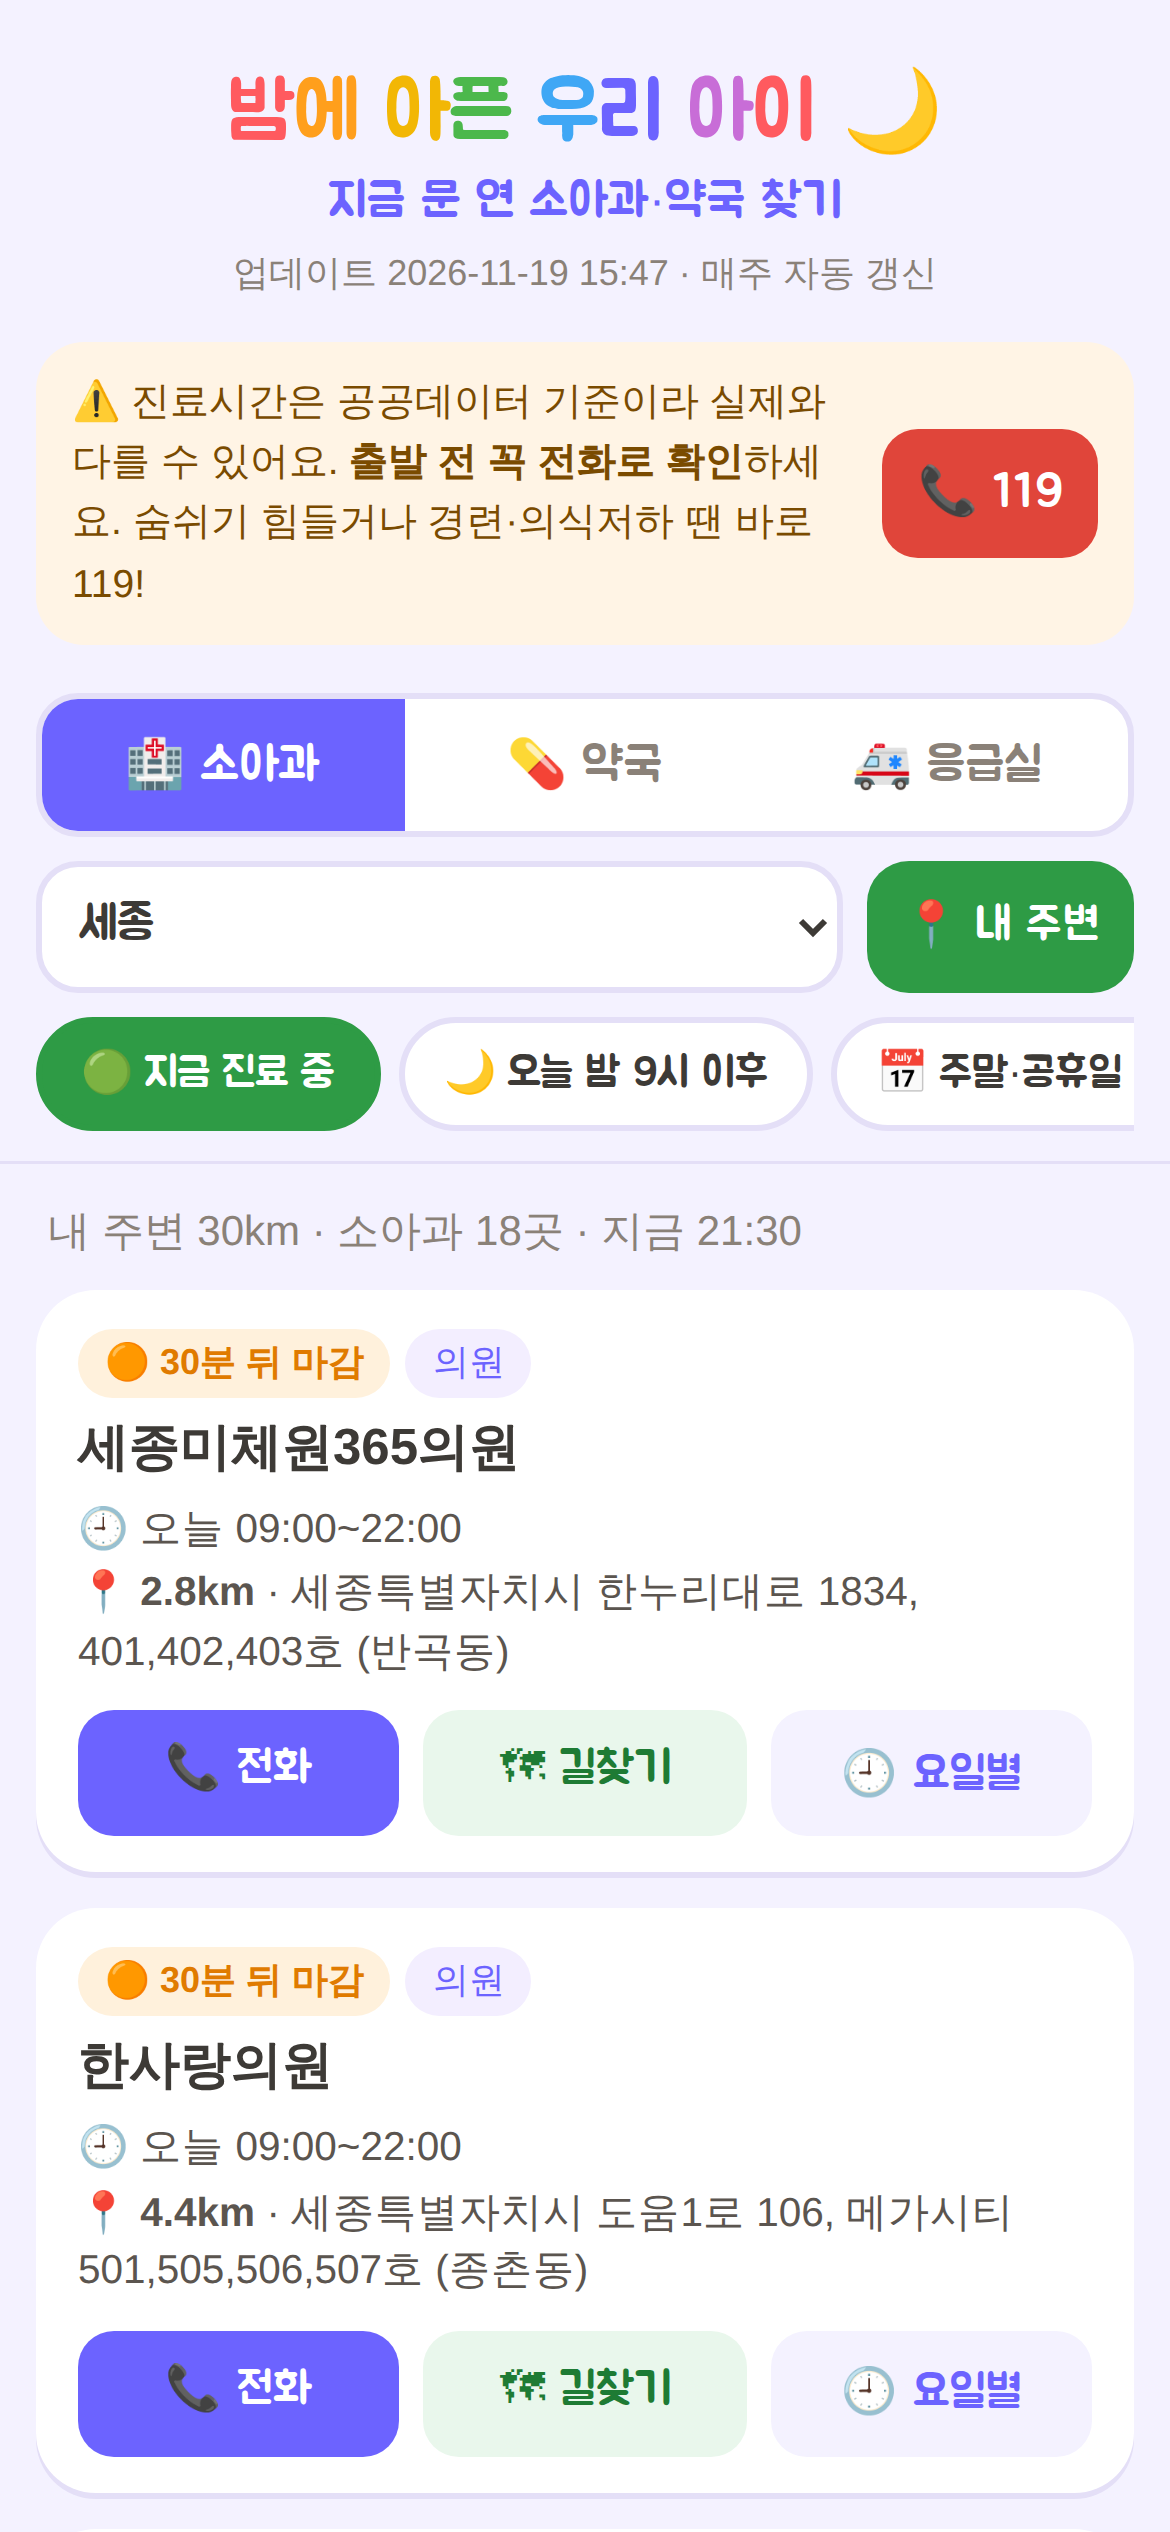 밤에 아픈 우리 아이 🌙
지금 문 연 소아과·약국 찾기
업데이트 2026-11-19 15:47 · 매주 자동 갱신
⚠️ 진료시간은 공공데이터 기준이라 실제와
다를 수 있어요. 출발 전 꼭 전화로 확인하세
요. 숨쉬기 힘들거나 경련·의식저하 땐 바로
119!
📞 119
🏥 소아과
💊 약국
🚑 응급실
세종
📍 내 주변
🟢 지금 진료 중
🌙 오늘 밤 9시 이후
📅 주말·공휴일
내 주변 30km · 소아과 18곳 · 지금 21:30
🟠 30분 뒤 마감
의원
세종미체원365의원
🕘 오늘 09:00~22:00
📍 2.8km · 세종특별자치시 한누리대로 1834,
401,402,403호 (반곡동)
📞 전화
🗺 길찾기
🕘 요일별
🟠 30분 뒤 마감
의원
한사랑의원
🕘 오늘 09:00~22:00
📍 4.4km · 세종특별자치시 도움1로 106, 메가시티
501,505,506,507호 (종촌동)
📞 전화
🗺 길찾기
🕘 요일별